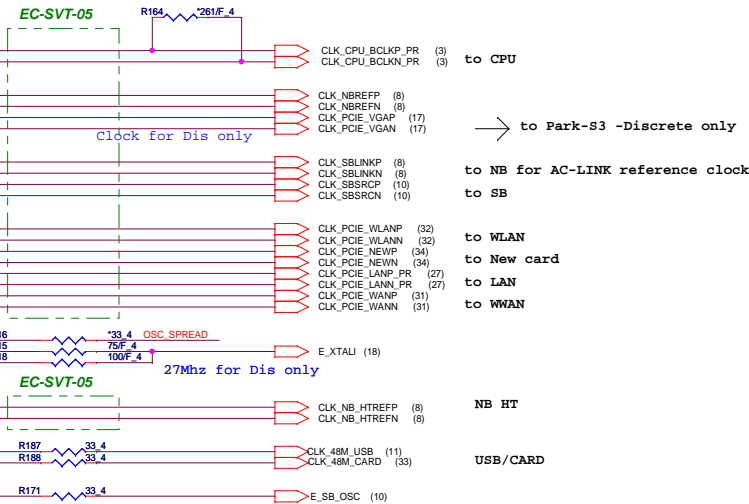 EC-SVT-05
R164 *261/F_4
CLK_CPU_BCLKP_PR (3)
CLK_CPU_BCLKN_PR (3) to CPU
CLK_NBREFP (8)
CLK_NBREFN (8)
CLK_PCIE_VGAP (17)
CLK_PCIE_VGAN (17) to Park-S3 -Discrete only
Clock for Dis only
CLK_SBLINKP (8)
CLK_SBLINKN (8) to NB for AC-LINK reference clock
CLK_SBSRCP (10)
CLK_SBSRCN (10) to SB
CLK_PCIE_WLANP (32)
CLK_PCIE_WLANN (32) to WLAN
CLK_PCIE_NEWP (34)
CLK_PCIE_NEWN (34) to New card
CLK_PCIE_LANP_PR (27)
CLK_PCIE_LANN_PR (27) to LAN
CLK_PCIE_WANP (31)
CLK_PCIE_WANN (31) to WWAN
16 *33_4 OSC_SPREAD
15 75/F_4
18 100/F_4
E_XTALI (18)
27Mhz for Dis only
EC-SVT-05
CLK_NB_HTREFP (8) NB HT
CLK_NB_HTREFN (8)
R187 33_4 CLK_48M_USB (11)
R188 33_4 CLK_48M_CARD (33) USB/CARD
R171 33_4 E_SB_OSC (10)